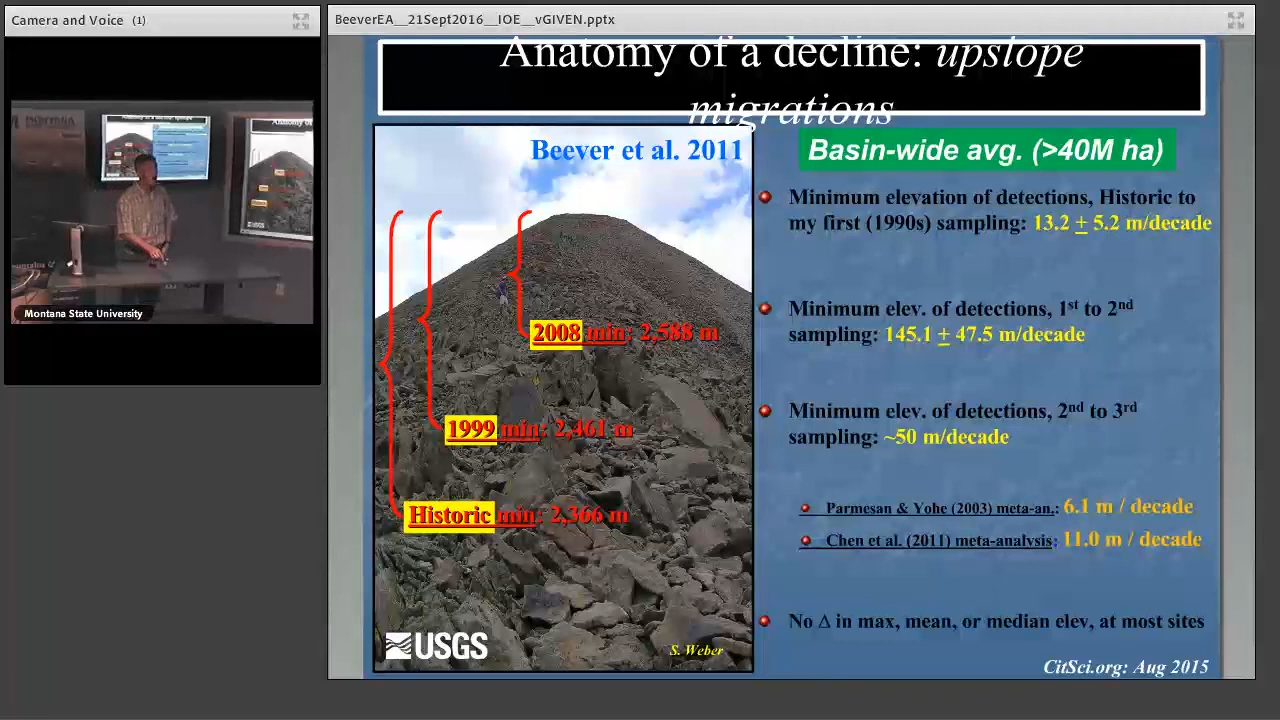 Camera and Voice (1)
BeeverEA__21Sept2016__IOE__vGIVEN.pptx
Montana State University
Anatomy of a decline: upslope
migrations
Beever et al. 2011
2008 min: 2,588 m
1999 min: 2,461 m
Historic min: 2,366 m
USGS
S. Weber
Basin-wide avg. (>40M ha)
Minimum elevation of detections, Historic to
my first (1990s) sampling: 13.2 ± 5.2 m/decade
Minimum elev. of detections, 1st to 2nd
sampling: 145.1 ± 47.5 m/decade
Minimum elev. of detections, 2nd to 3rd
sampling: ~50 m/decade
Parmesan & Yohe (2003) meta-an.: 6.1 m / decade
Chen et al. (2011) meta-analysis: 11.0 m / decade
No Δ in max, mean, or median elev, at most sites
CitSci.org: Aug 2015